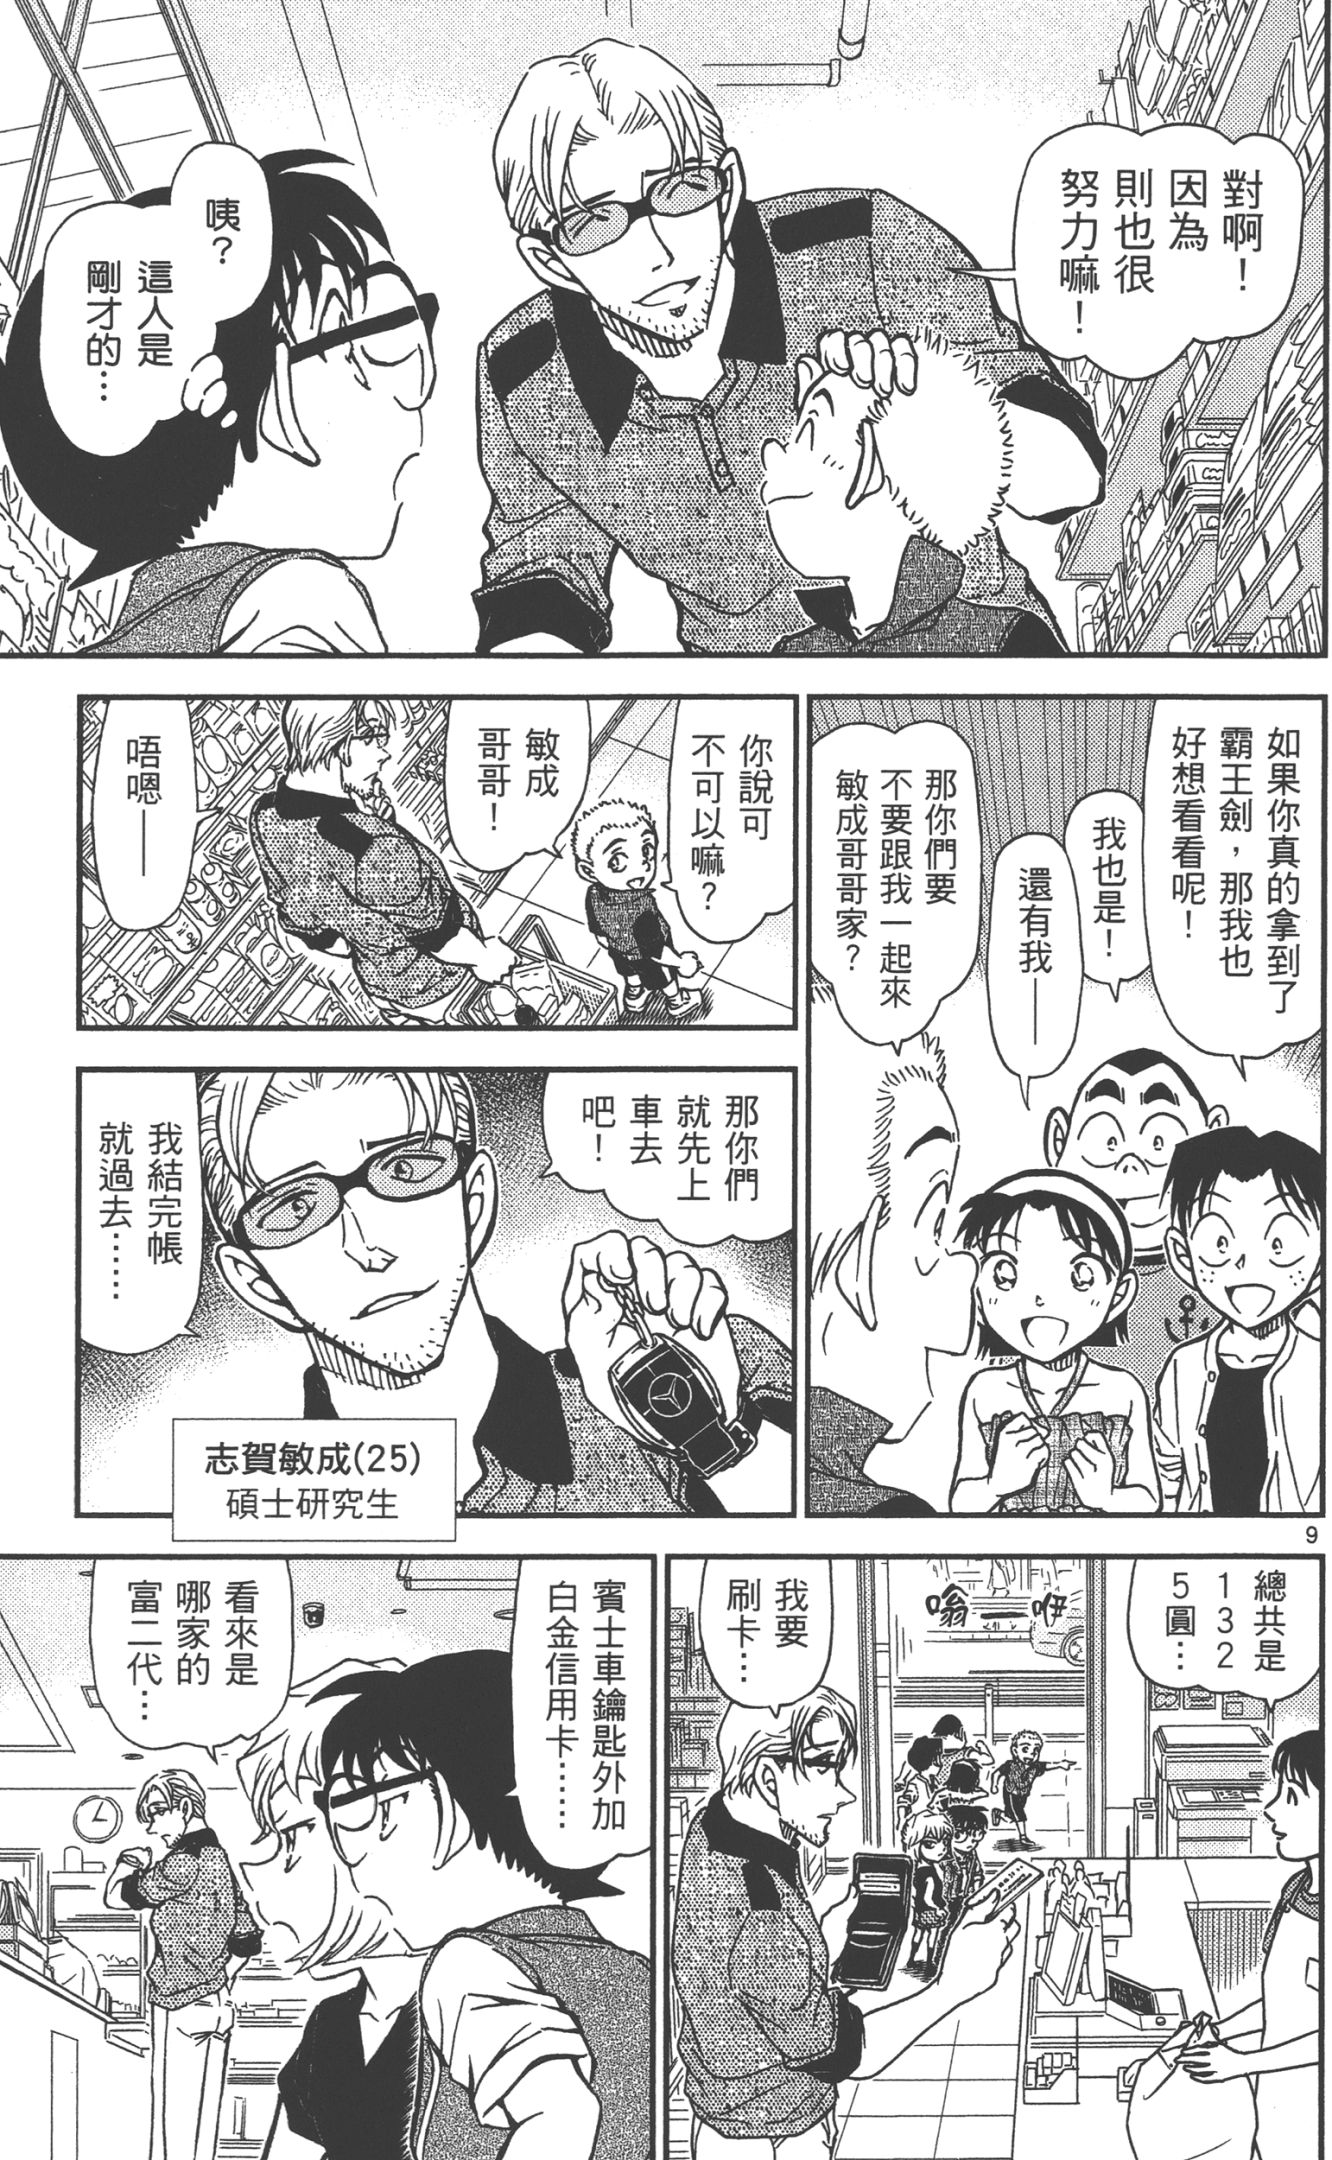 對啊！
因為
則也很
努力嘛！
咦？
這人是
剛才的…
如果你真的拿到了
霸王劍，那我也
好想看看呢！
我也是！
還有我——
那你們要
不要跟我一起來
敏成哥哥家？
你說可
不可以嘛？
敏成
哥哥！
唔嗯——
那你們
就先上
車去
吧！
我結完帳
就過去……
志賀敏成(25)
碩士研究生
9
總共是
132
5圓…
嗡——咿
我要
刷卡…
賓士車鑰匙外加
白金信用卡……
看來是
哪家的
富二代…